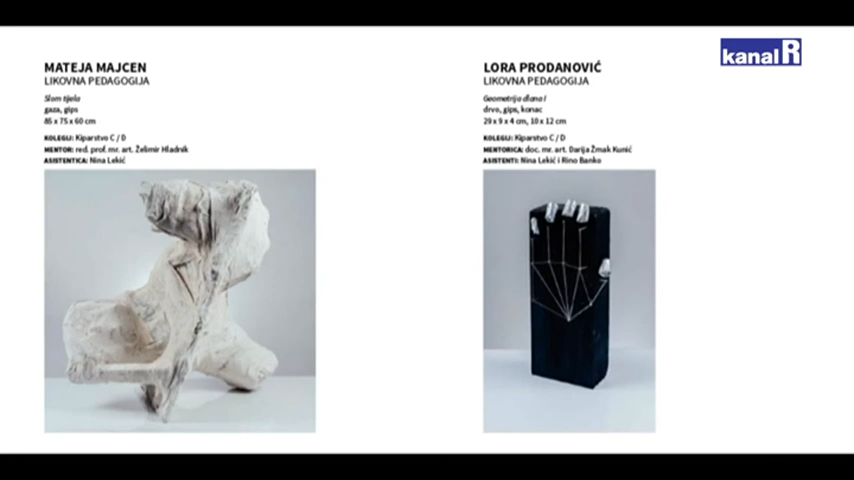 kanal R
MATEJA MAJCEN
LIKOVNA PEDAGOGIJA
Slom tijela
gaza, gips
85 x 75 x 60 cm
KOLEGIJ: Kiparstvo C / D
MENTOR: red. prof. mr. art. Želimir Hladnik
ASISTENTICA: Nina Lekić
LORA PRODANOVIĆ
LIKOVNA PEDAGOGIJA
Geometrija dlana I
drvo, gips, konac
29 x 9 x 4 cm, 10 x 12 cm
KOLEGIJ: Kiparstvo C / D
MENTORICA: doc. mr. art. Darija Žmak Kunić
ASISTENTI: Nina Lekić i Rino Banko